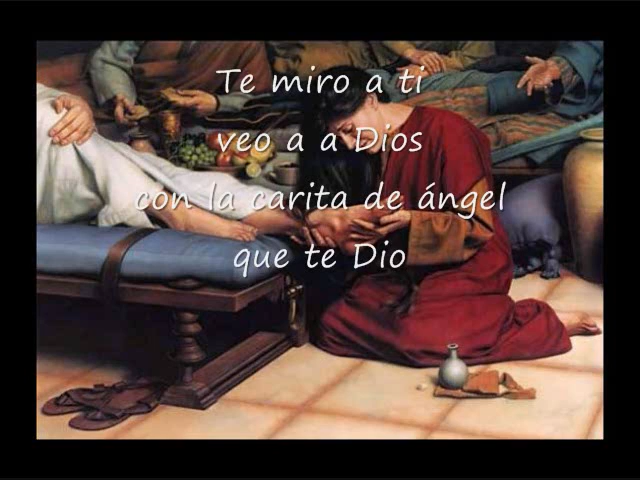 Te miro a ti
veo a a Dios
con la carita de ángel
que te Dio